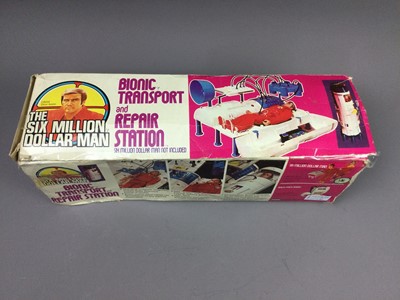 THE
SIX MILLION
DOLLAR MAN
BIONIC
TRANSPORT
and
REPAIR
STATION
SIX MILLION DOLLAR MAN NOT INCLUDED
BIONIC
TRANSPORT
REPAIR STATION